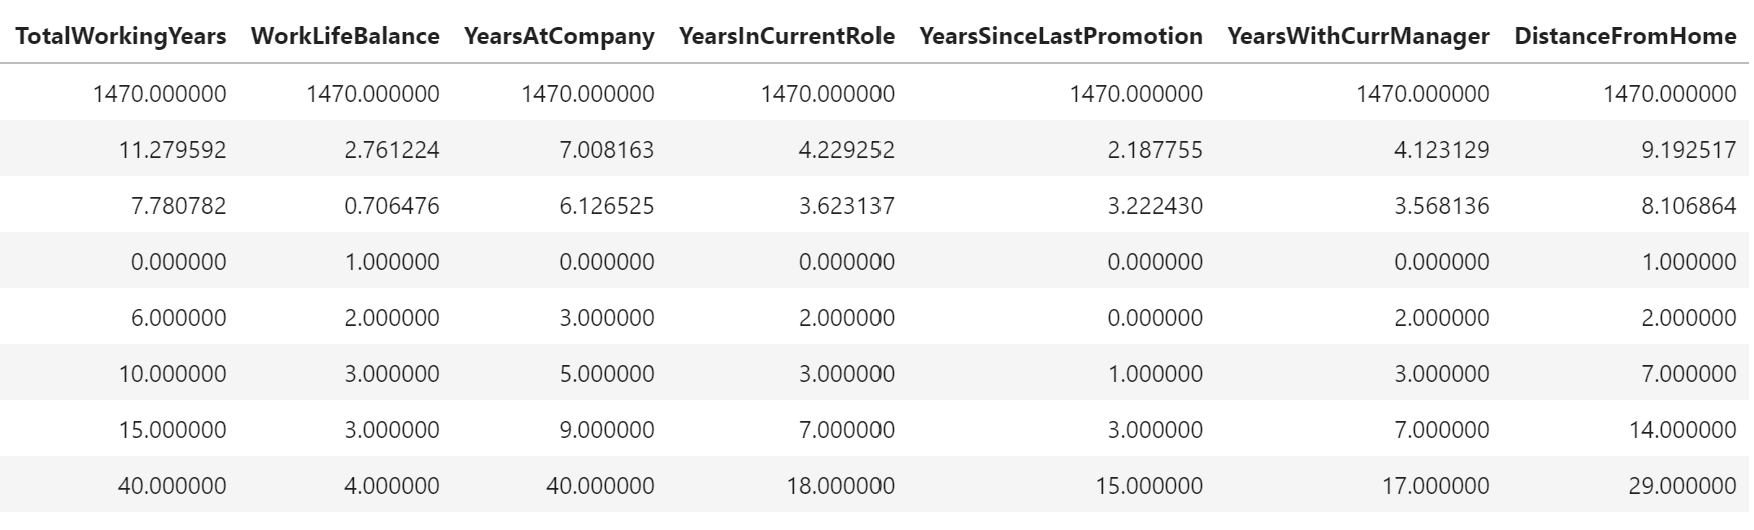 TotalWorkingYears WorkLifeBalance YearsAtCompany YearsInCurrentRole YearsSinceLastPromotion YearsWithCurrManager DistanceFromHome
1470.000000 1470.000000 1470.000000 1470.000000 1470.000000 1470.000000 1470.000000
11.279592 2.761224 7.008163 4.229252 2.187755 4.123129 9.192517
7.780782 0.706476 6.126525 3.623137 3.222430 3.568136 8.106864
0.000000 1.000000 0.000000 0.000000 0.000000 0.000000 1.000000
6.000000 2.000000 3.000000 2.000000 0.000000 2.000000 2.000000
10.000000 3.000000 5.000000 3.000000 1.000000 3.000000 7.000000
15.000000 3.000000 9.000000 7.000000 3.000000 7.000000 14.000000
40.000000 4.000000 40.000000 18.000000 15.000000 17.000000 29.000000